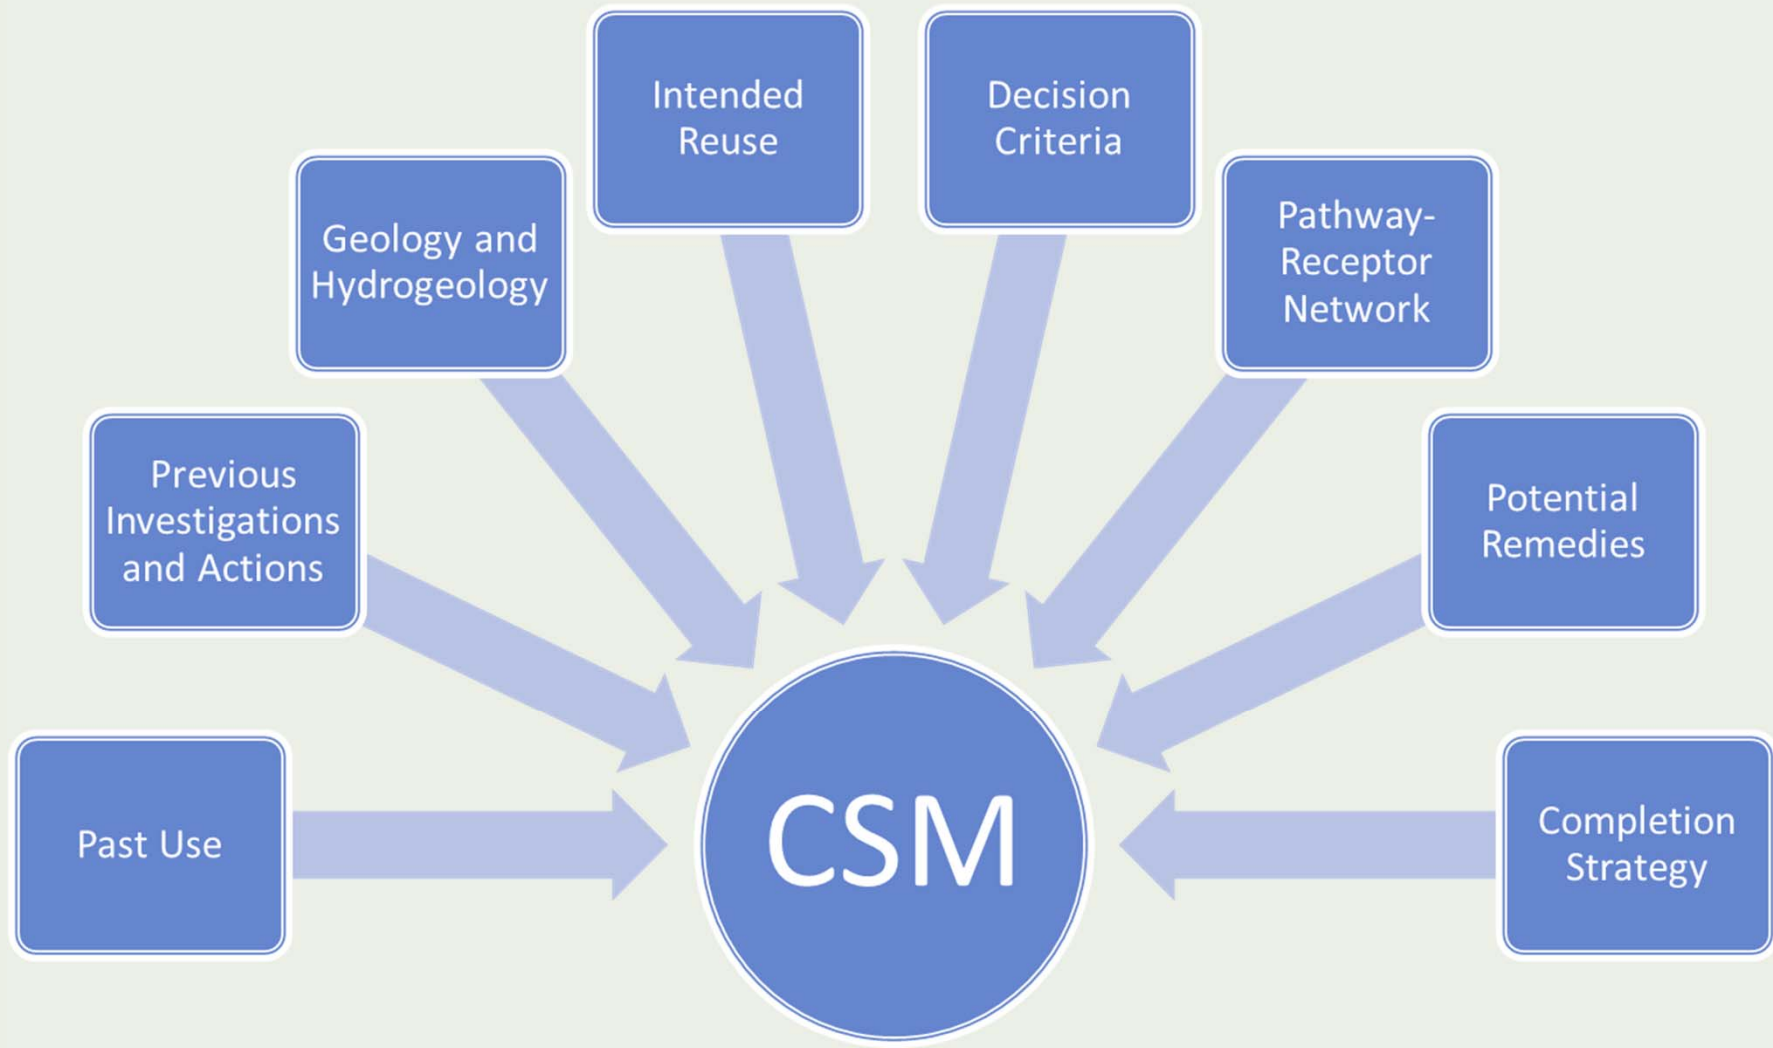 Past Use
Previous
Investigations
and Actions
Geology and
Hydrogeology
Intended
Reuse
Decision
Criteria
Pathway-
Receptor
Network
Potential
Remedies
Completion
Strategy
CSM